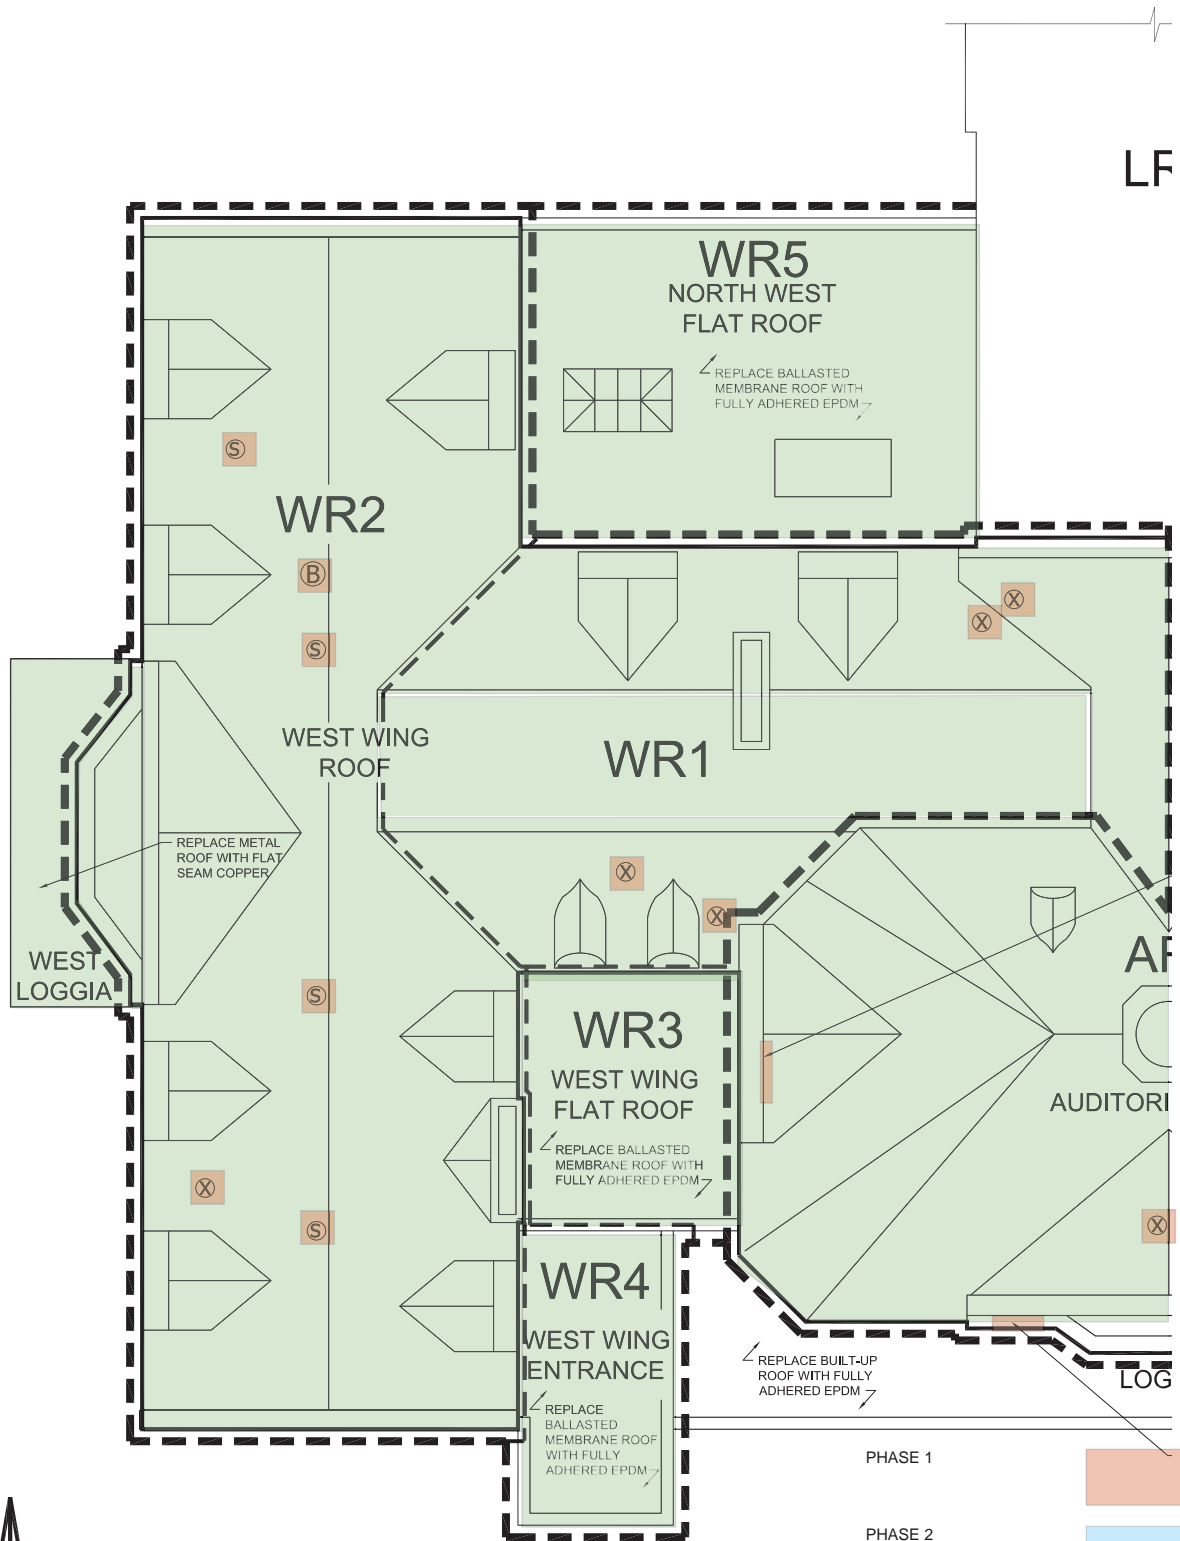 LR
WR5
NORTH WEST
FLAT ROOF
REPLACE BALLASTED
MEMBRANE ROOF WITH
FULLY ADHERED EPDM
S
WR2
B
X
X
S
WEST WING
ROOF
WR1
REPLACE METAL
ROOF WITH FLAT
SEAM COPPER
X
X
WEST
LOGGIA
S
WR3
WEST WING
FLAT ROOF
REPLACE BALLASTED
MEMBRANE ROOF WITH
FULLY ADHERED EPDM
AUDITORI
X
S
X
WR4
WEST WING
ENTRANCE
REPLACE
BALLASTED
MEMBRANE ROOF
WITH FULLY
ADHERED EPDM
REPLACE BUILT-UP
ROOF WITH FULLY
ADHERED EPDM
LOG
PHASE 1
PHASE 2